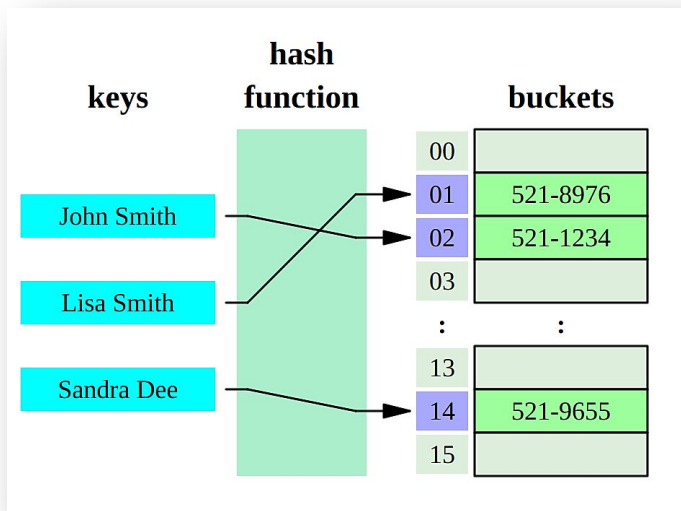 hash
keys function buckets
00
01 521-8976
John Smith
02 521-1234
03
Lisa Smith
: :
13
Sandra Dee
14 521-9655
15